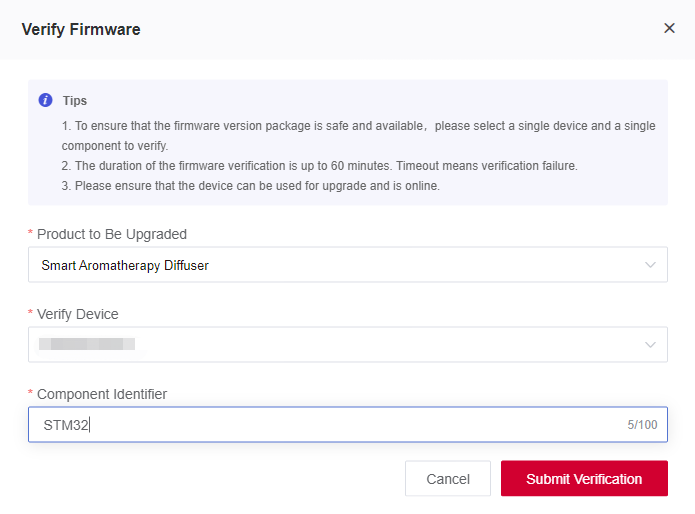 Verify Firmware
Tips
1. To ensure that the firmware version package is safe and available，please select a single device and a single
component to verify.
2. The duration of the firmware verification is up to 60 minutes. Timeout means verification failure.
3. Please ensure that the device can be used for upgrade and is online.
* Product to Be Upgraded
Smart Aromatherapy Diffuser
* Verify Device
* Component Identifier
STM32 5/100
Cancel Submit Verification